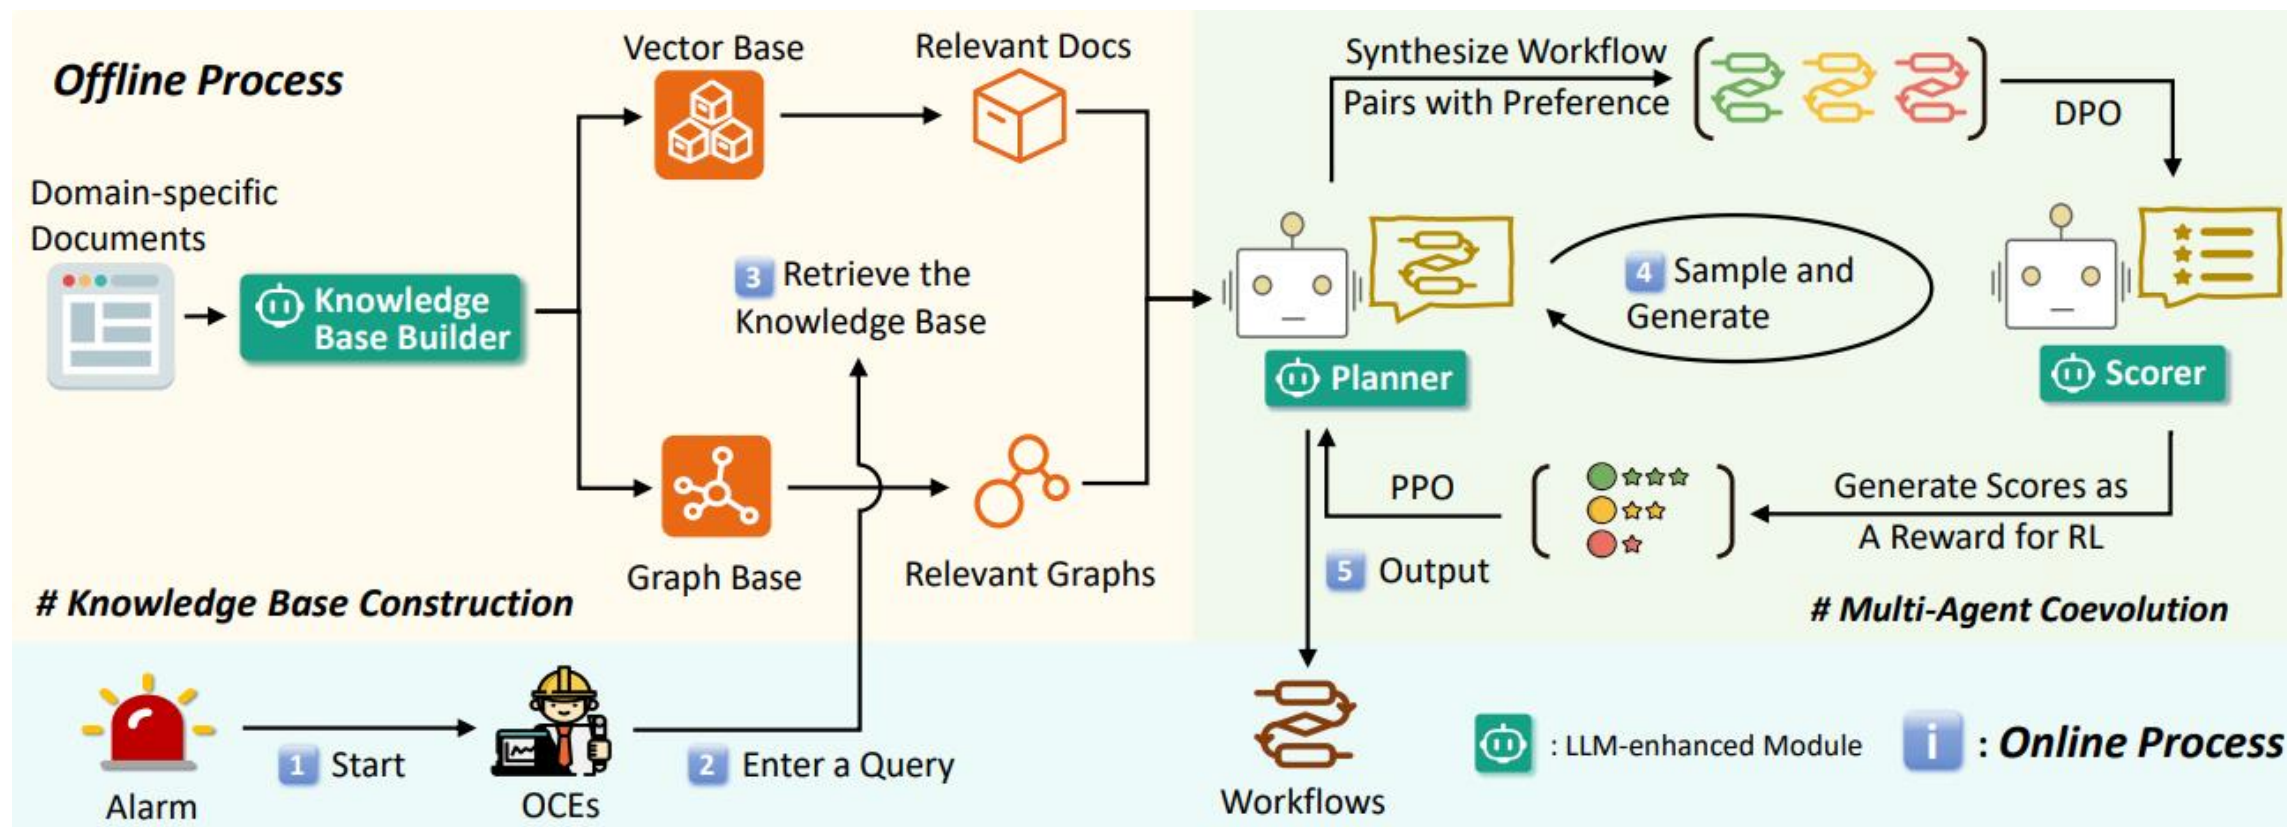 Offline Process
Vector Base
Relevant Docs
Domain-specific
Documents
Knowledge
Base Builder
3 Retrieve the
Knowledge Base
Graph Base
Relevant Graphs
# Knowledge Base Construction
Synthesize Workflow
Pairs with Preference
DPO
4 Sample and
Generate
Planner
Scorer
PPO
Generate Scores as
A Reward for RL
5 Output
# Multi-Agent Coevolution
Alarm
1 Start
OCEs
2 Enter a Query
Workflows
: LLM-enhanced Module
i : Online Process